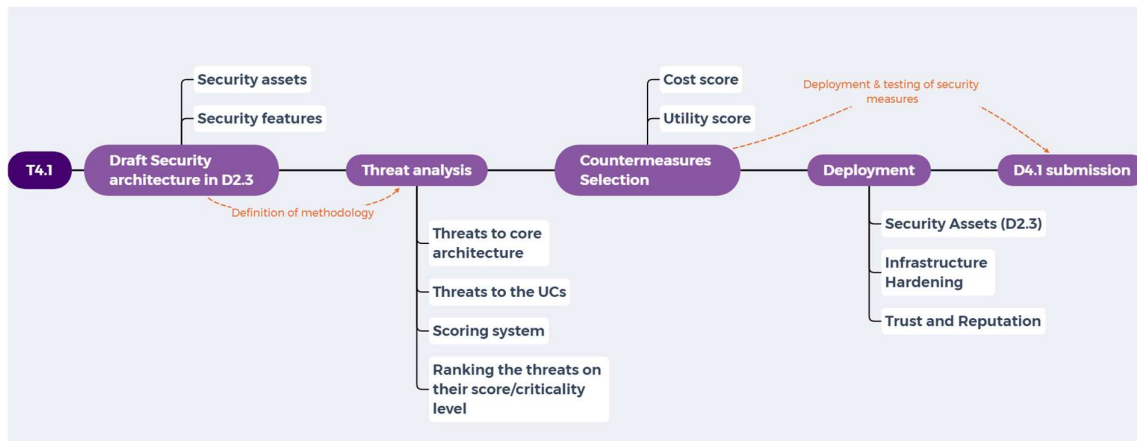 Security assets
Security features
T4.1
Draft Security
architecture in D2.3
Definition of methodology
Threat analysis
Threats to core
architecture
Threats to the UCs
Scoring system
Ranking the threats on
their score/criticality
level
Cost score
Utility score
Countermeasures
Selection
Deployment & testing of security
measures
Deployment
Security Assets (D2.3)
Infrastructure
Hardening
Trust and Reputation
D4.1 submission